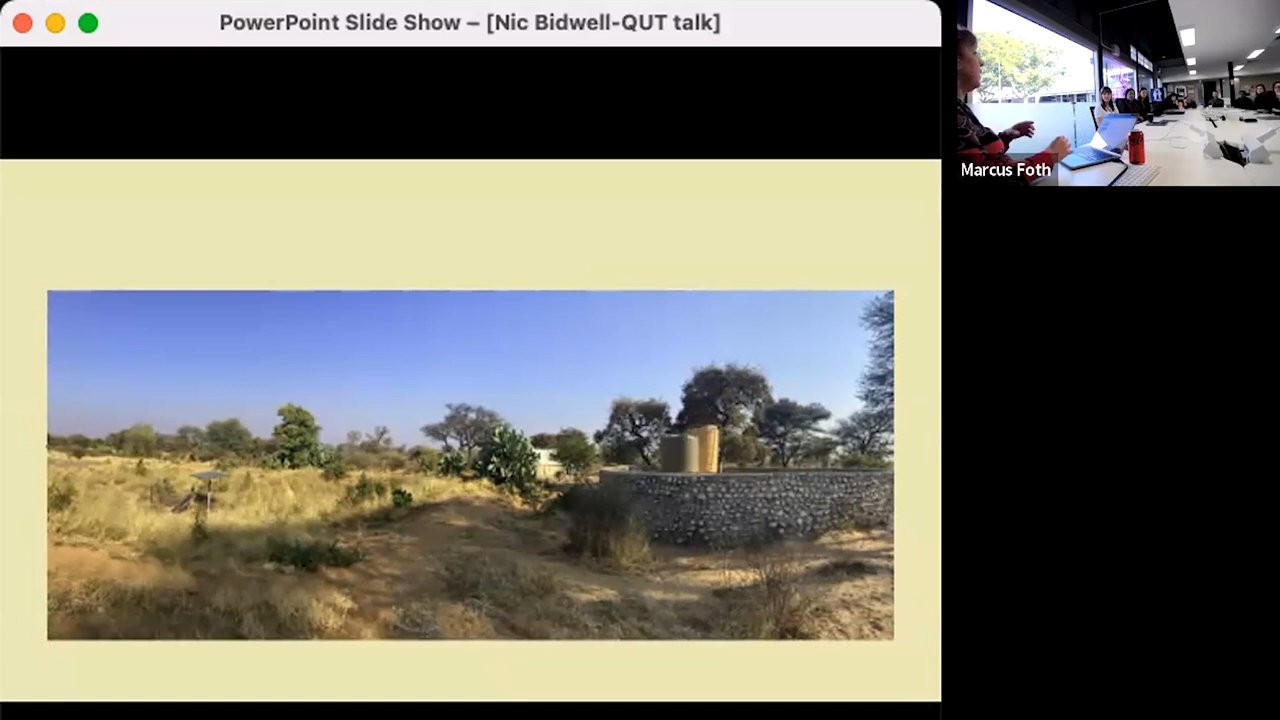 PowerPoint Slide Show – [Nic Bidwell-QUT talk]
Marcus Foth